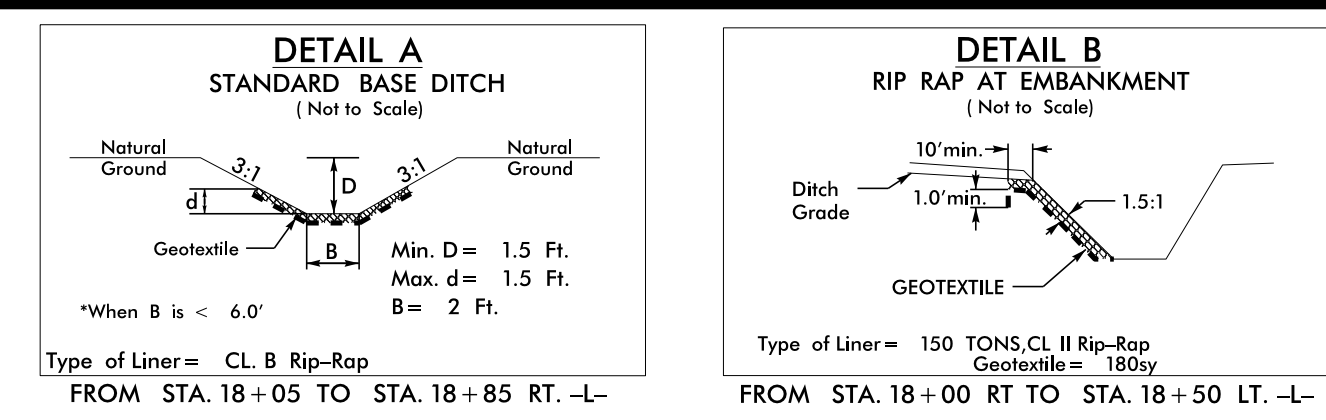 DETAIL A
STANDARD BASE DITCH
( Not to Scale)
Natural
Ground
3:1
3:1
Natural
Ground
D
d
Geotextile
B
Min. D = 1.5 Ft.
Max. d = 1.5 Ft.
B = 2 Ft.
*When B is < 6.0'
Type of Liner = CL. B Rip-Rap
FROM STA. 18+05 TO STA. 18+85 RT. -L-
DETAIL B
RIP RAP AT EMBANKMENT
( Not to Scale)
10'min.
Ditch
Grade
1.0'min.
1.5:1
GEOTEXTILE
Type of Liner = 150 TONS,CL II Rip-Rap
Geotextile = 180sy
FROM STA. 18+00 RT TO STA. 18+50 LT. -L-